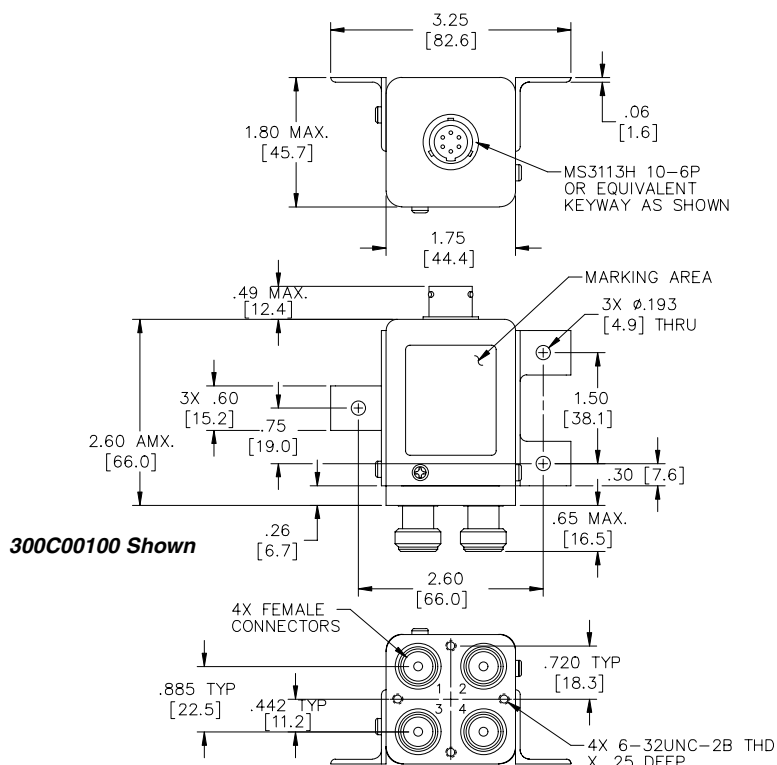 3.25
[82.6]
1.80 MAX.
[45.7]
.06
[1.6]
MS3113H 10-6P
OR EQUIVALENT
KEYWAY AS SHOWN
1.75
[44.4]
.49 MAX.
[12.4]
MARKING AREA
3X ø.193
[4.9] THRU
3X .60
[15.2]
.75
[19.0]
1.50
[38.1]
2.60 AMX.
[66.0]
.30 [7.6]
.26
[6.7]
.65 MAX.
[16.5]
300C00100 Shown
2.60
[66.0]
4X FEMALE
CONNECTORS
.885 TYP
[22.5]
.442 TYP
[11.2]
1 2
3 4
.720 TYP
[18.3]
4X 6-32UNC-2B THD
X .25 DEEP